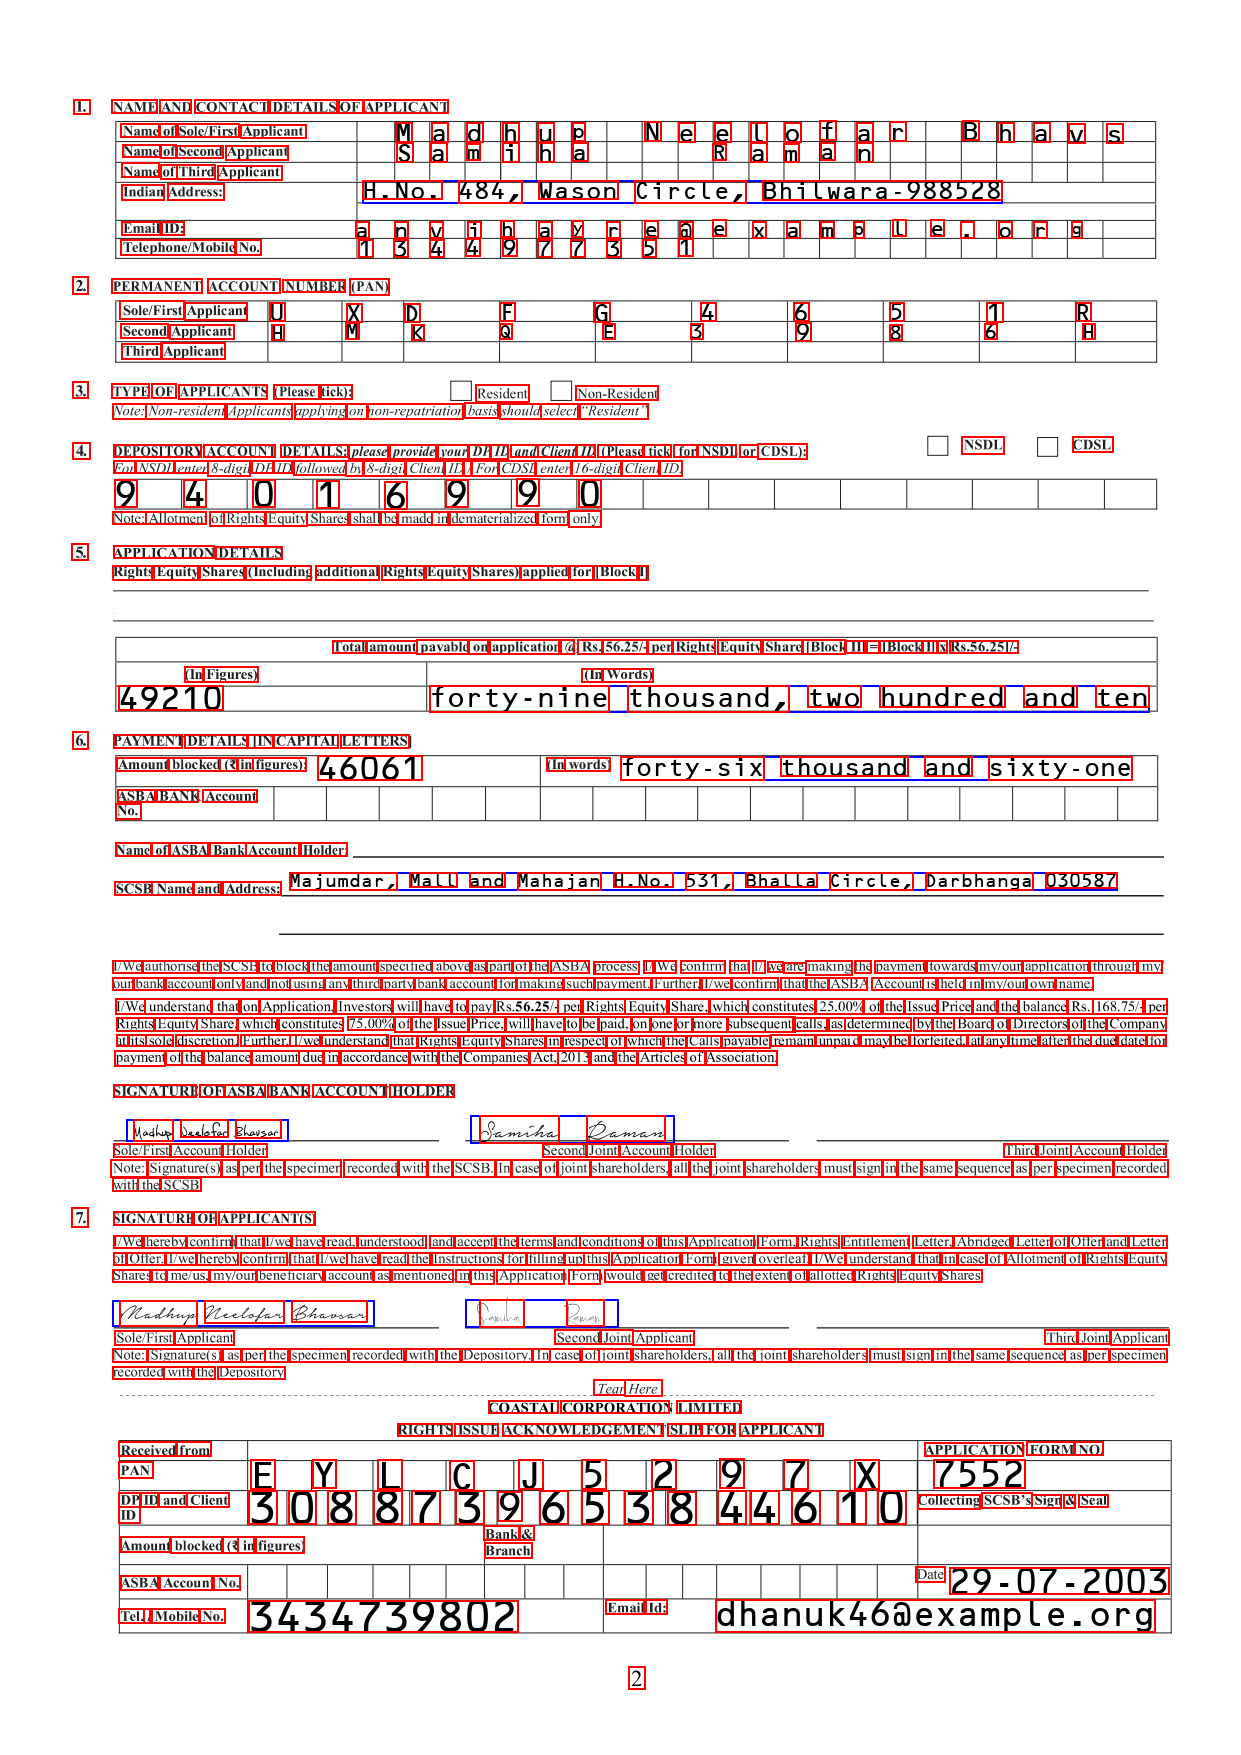 1. NAME AND CONTACT DETAILS OF APPLICANT
Name of Sole/First Applicant Madhup Neelofar Bhavs
Name of Second Applicant Samiha Raman
Name of Third Applicant
Indian Address: H.No. 484, Wason Circle, Bhilwara-988528
Email ID: anvihayre@example.org
Telephone/Mobile No. 1344977351
2. PERMANENT ACCOUNT NUMBER (PAN)
Sole/First Applicant U X D F G 4 6 5 1 R
Second Applicant H M K Q E 3 9 8 6 H
Third Applicant
3. TYPE OF APPLICANTS (Please tick): Resident Non-Resident
Note: Non-resident Applicants applying on non-repatriation basis should select "Resident"
4. DEPOSITORY ACCOUNT DETAILS: please provide your DP ID and Client ID (Please tick for NSDL or CDSL): NSDL CDSL
For NSDL enter 8-digit DP ID followed by 8-digit Client ID / For CDSL enter 16-digit Client ID.
9 4 0 1 6 9 9 0
Note: Allotment of Rights Equity Shares shall be made in dematerialized form only.
5. APPLICATION DETAILS
Rights Equity Shares (Including additional Rights Equity Shares) applied for [Block I]
Total amount payable on application @ Rs. 56.25/- per Rights Equity Share [Block II] = [Block I] x Rs.56.25]/-
(In Figures) (In Words)
49210 forty-nine thousand, two hundred and ten
6. PAYMENT DETAILS [IN CAPITAL LETTERS]
Amount blocked (₹ in figures): 46061 (In words) forty-six thousand and sixty-one
ASBA BANK Account
No.
Name of ASBA Bank Account Holder:
SCSB Name and Address: Majumdar, Mall and Mahajan H.No. 531, Bhalla Circle, Darbhanga 030587
I/We authorise the SCSB to block the amount specified above as part of the ASBA process. I/We confirm that I/ we are making the payment towards my/our application through my/
our bank account only and not using any third party bank account for making such payment. Further, I/we confirm that the ASBA Account is held in my/our own name.
I/We understand that on Application, Investors will have to pay Rs.56.25/- per Rights Equity Share, which constitutes 25.00% of the Issue Price and the balance Rs. 168.75/- per
Rights Equity Share, which constitutes 75.00% of the Issue Price, will have to be paid, on one or more subsequent calls, as determined by the Board of Directors of the Company
at its sole discretion. Further, I/we understand that Rights Equity Shares in respect of which the Calls payable remain unpaid may be forfeited, at any time after the due date for
payment of the balance amount due in accordance with the Companies Act, 2013 and the Articles of Association.
SIGNATURE OF ASBA BANK ACCOUNT HOLDER
Madhup Neelofar Bhavsar Samiha Raman
Sole/First Account Holder Second Joint Account Holder Third Joint Account Holder
Note: Signature(s) as per the specimen recorded with the SCSB. In case of joint shareholders, all the joint shareholders must sign in the same sequence as per specimen recorded
with the SCSB
7. SIGNATURE OF APPLICANT(S)
I/We hereby confirm that I/we have read, understood and accept the terms and conditions of this Application Form, Rights Entitlement Letter, Abridged Letter of Offer and Letter
of Offer. I/we hereby confirm that I/we have read the Instructions for filling up this Application Form given overleaf. I/We understand that in case of Allotment of Rights Equity
Shares to me/us, my/our beneficiary account as mentioned in this Application Form would get credited to the extent of allotted Rights Equity Shares
Madhup Neelofar Bhavsar Samiha Raman
Sole/First Applicant Second Joint Applicant Third Joint Applicant
Note: Signature(s) as per the specimen recorded with the Depository. In case of joint shareholders, all the joint shareholders must sign in the same sequence as per specimen
recorded with the Depository
Tear Here
COASTAL CORPORATION LIMITED
RIGHTS ISSUE ACKNOWLEDGEMENT SLIP FOR APPLICANT
Received from APPLICATION FORM NO.
PAN E Y L C J 5 2 9 7 X 7552
DP ID and Client
ID 3088739653844610 Collecting SCSB's Sign & Seal
Amount blocked (₹ in figures) Bank &
Branch
ASBA Account No. Date 29-07-2003
Tel., Mobile No. 3434739802 Email Id: dhanuk46@example.org
2